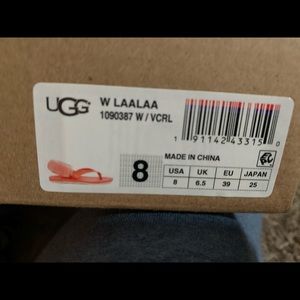 UGG
W LAALAA
1090387 W / VCRL
1 91142 43315 0
8
MADE IN CHINA
USA UK EU JAPAN
8 6.5 39 25